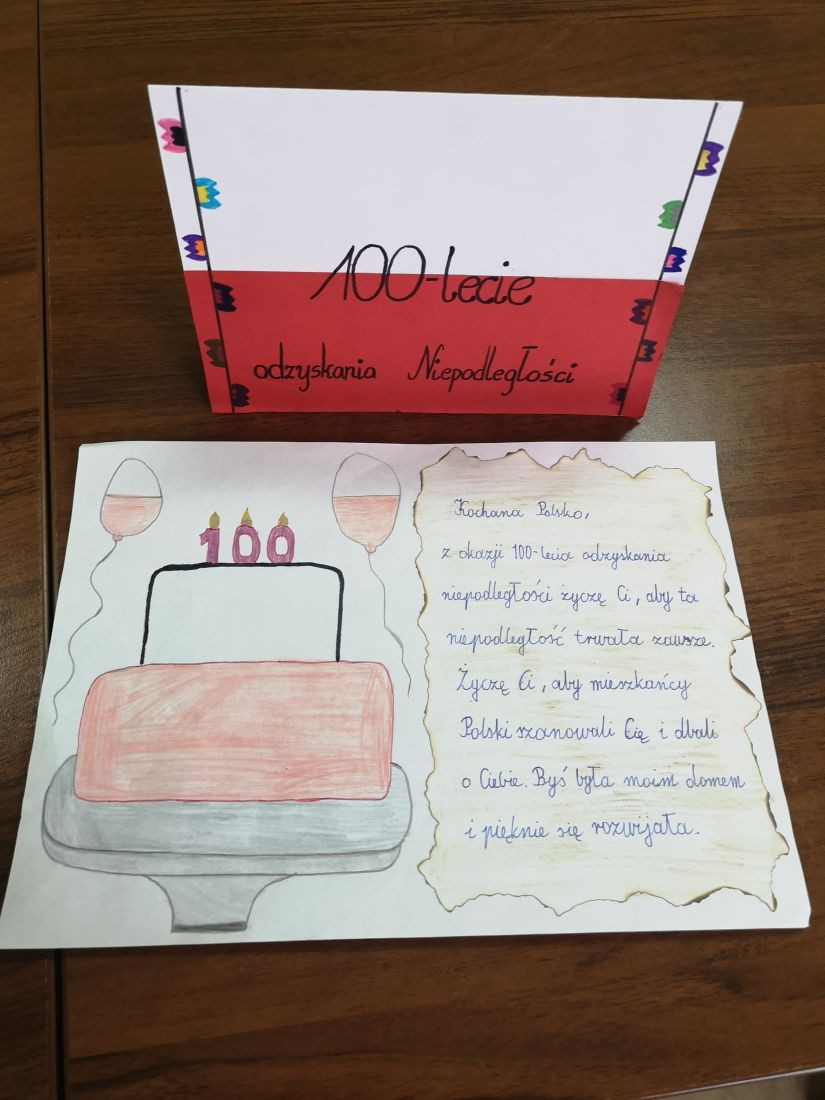 100-lecie
odzyskania Niepodległości
100
Kochana Polsko,
z okazji 100-lecia odzyskania
niepodległości życzę Ci, aby ta
niepodległość trwała zawsze.
Życzę Ci, aby mieszkańcy
Polski szanowali Cię i dbali
o Ciebie. Byś była moim domem
i pięknie się rozwijała.